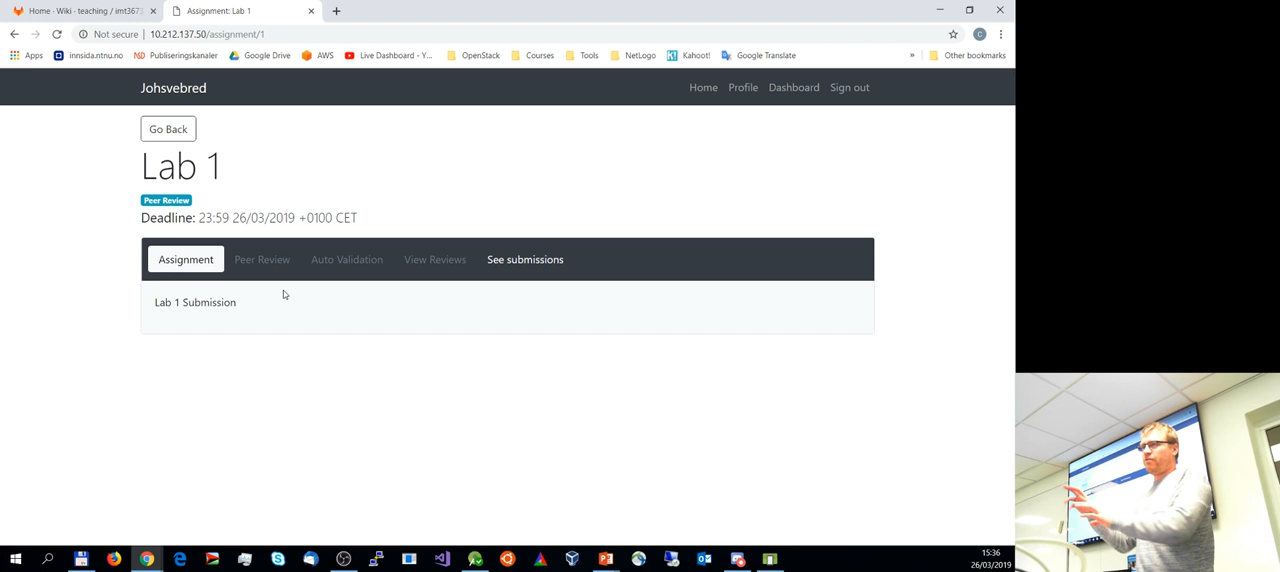 Home · Wiki · teaching / imt3673
Assignment: Lab 1
Not secure | 10.212.137.50/assignment/1
Apps innsida.ntnu.no Publiseringskanaler Google Drive AWS Live Dashboard - Y... OpenStack Courses Tools NetLogo Kahoot! Google Translate » Other bookmarks
Johsvebred
Home Profile Dashboard Sign out
Go Back
Lab 1
Peer Review
Deadline: 23:59 26/03/2019 +0100 CET
Assignment Peer Review Auto Validation View Reviews See submissions
Lab 1 Submission
15:36
26/03/2019